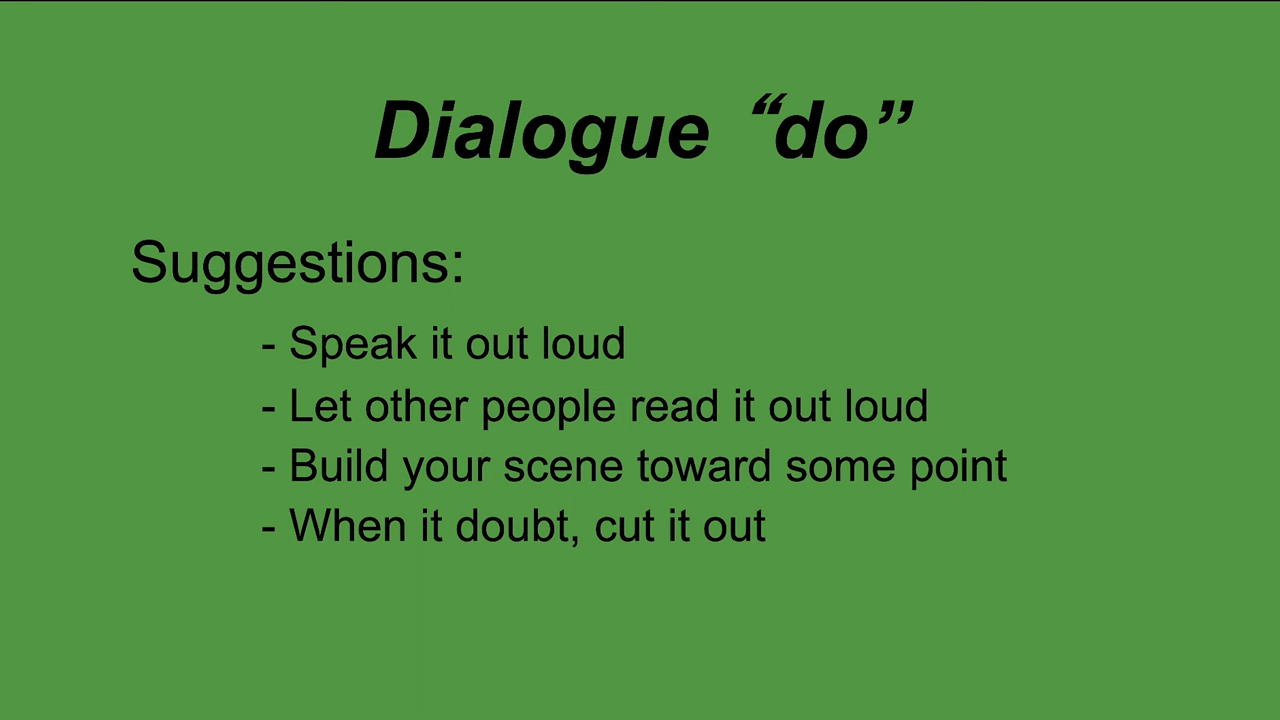 Dialogue “do”
Suggestions:
- Speak it out loud
- Let other people read it out loud
- Build your scene toward some point
- When it doubt, cut it out